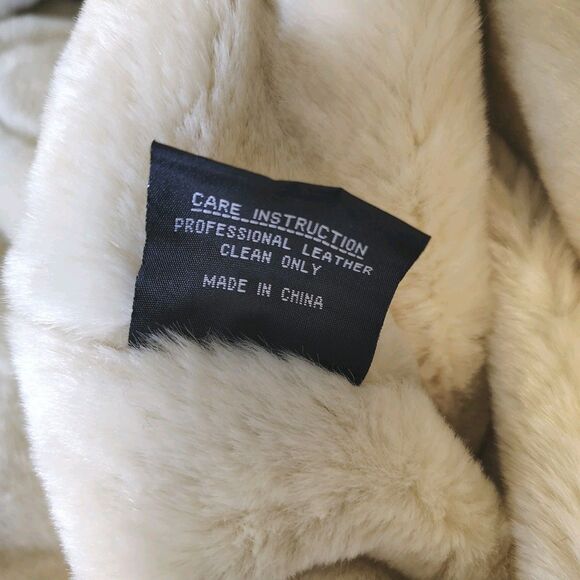 CARE INSTRUCTION
PROFESSIONAL LEATHER
CLEAN ONLY
MADE IN CHINA